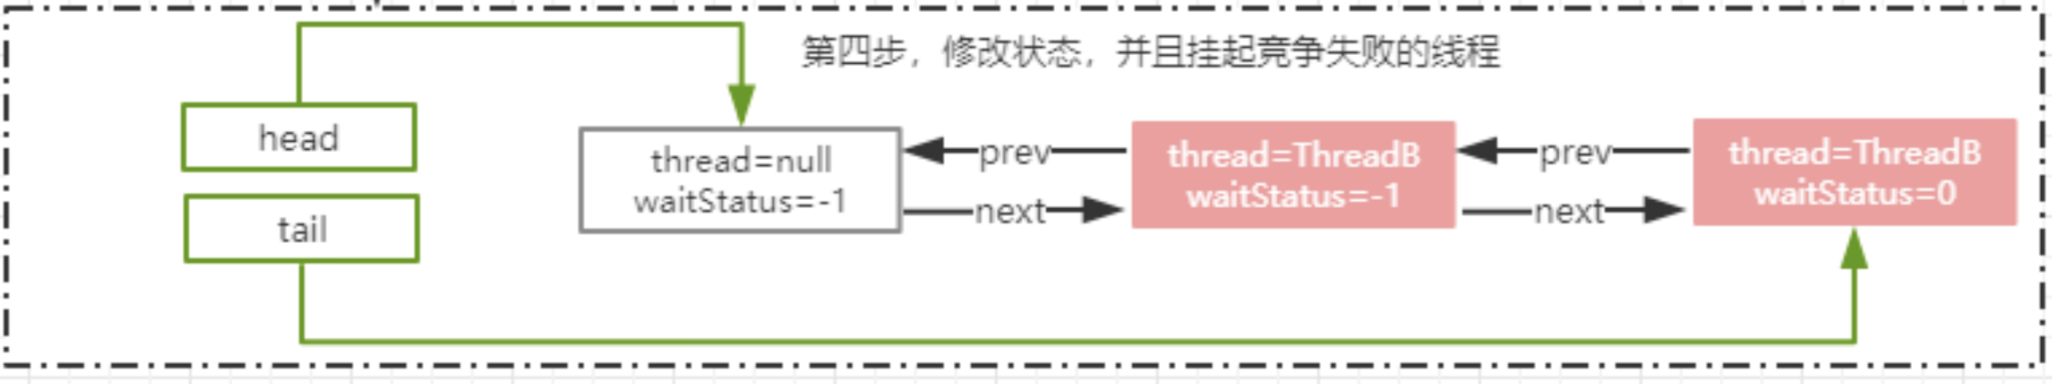 第四步，修改状态，并且挂起竞争失败的线程
head
tail
thread=null
waitStatus=-1
prev
next
thread=ThreadB
waitStatus=-1
prev
next
thread=ThreadB
waitStatus=0